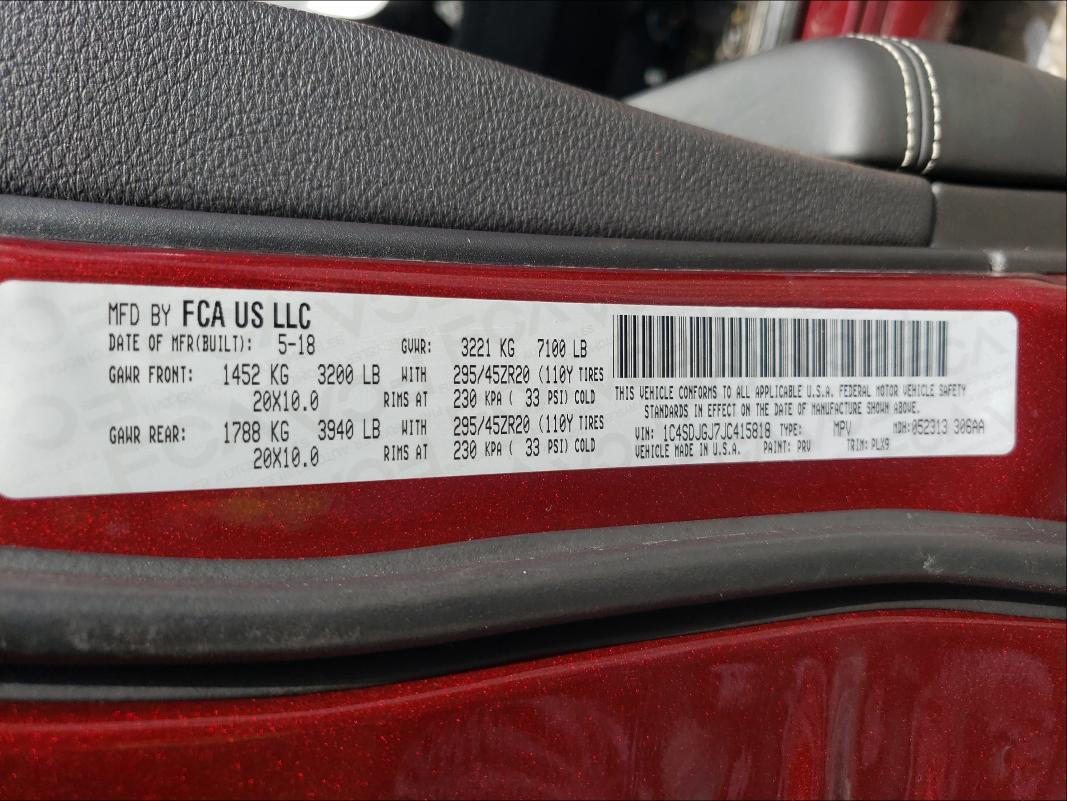 MFD BY FCA US LLC
DATE OF MFR(BUILT): 5-18 GVWR: 3221 KG 7100 LB
GAWR FRONT: 1452 KG 3200 LB WITH 295/45ZR20 (110Y TIRES
20X10.0 RIMS AT 230 KPA ( 33 PSI) COLD
GAWR REAR: 1788 KG 3940 LB WITH 295/45ZR20 (110Y TIRES
20X10.0 RIMS AT 230 KPA ( 33 PSI) COLD
THIS VEHICLE CONFORMS TO ALL APPLICABLE U.S.A. FEDERAL MOTOR VEHICLE SAFETY
STANDARDS IN EFFECT ON THE DATE OF MANUFACTURE SHOWN ABOVE.
VIN: 1C4SDJGJ7JC415818 TYPE: MPV MDH: 052313 306AA
VEHICLE MADE IN U.S.A. PAINT: PRV TRIM: PLX9